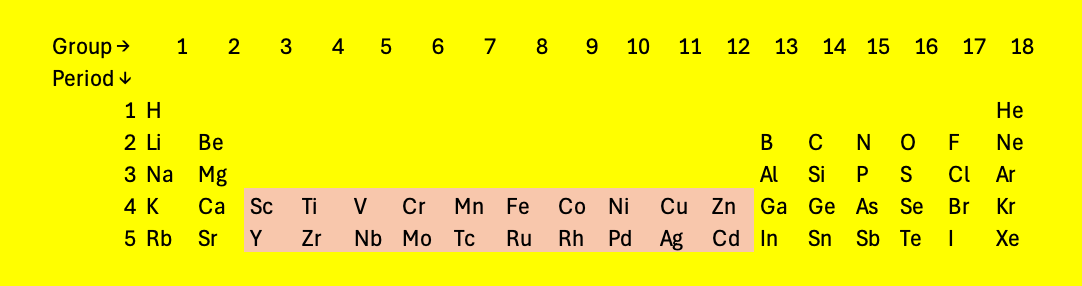 Group→ 1 2 3 4 5 6 7 8 9 10 11 12 13 14 15 16 17 18
Period↓
1 H He
2 Li Be B C N O F Ne
3 Na Mg Al Si P S Cl Ar
4 K Ca Sc Ti V Cr Mn Fe Co Ni Cu Zn Ga Ge As Se Br Kr
5 Rb Sr Y Zr Nb Mo Tc Ru Rh Pd Ag Cd In Sn Sb Te I Xe